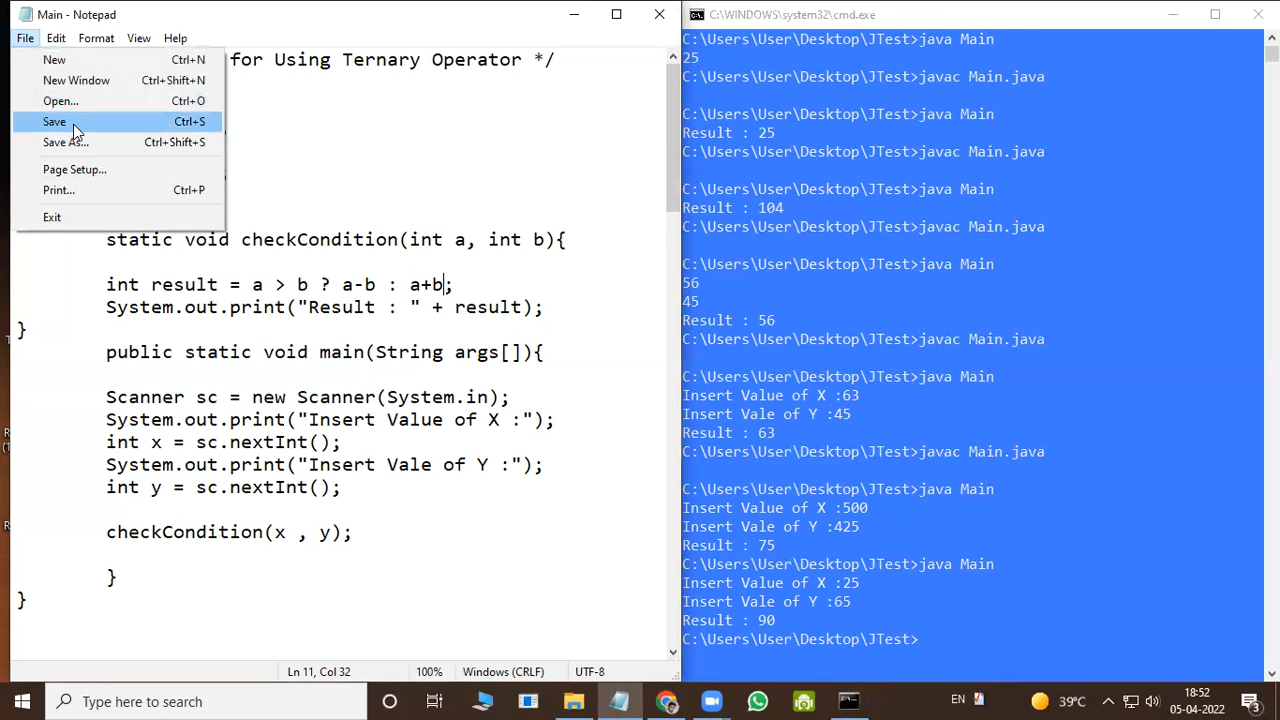 Main - Notepad
File Edit Format View Help
New Ctrl+N
New Window Ctrl+Shift+N
Open... Ctrl+O
Save Ctrl+S
Save As... Ctrl+Shift+S
Page Setup...
Print... Ctrl+P
Exit
for Using Ternary Operator */
static void checkCondition(int a, int b){
int result = a > b ? a-b : a+b;
System.out.print("Result : " + result);
}
public static void main(String args[]){
Scanner sc = new Scanner(System.in);
System.out.print("Insert Value of X :");
int x = sc.nextInt();
System.out.print("Insert Vale of Y :");
int y = sc.nextInt();
checkCondition(x , y);
}
}
Ln 11, Col 32 100% Windows (CRLF) UTF-8
C:\WINDOWS\system32\cmd.exe
C:\Users\User\Desktop\JTest>java Main
25
C:\Users\User\Desktop\JTest>javac Main.java
C:\Users\User\Desktop\JTest>java Main
Result : 25
C:\Users\User\Desktop\JTest>javac Main.java
C:\Users\User\Desktop\JTest>java Main
Result : 104
C:\Users\User\Desktop\JTest>javac Main.java
C:\Users\User\Desktop\JTest>java Main
56
45
Result : 56
C:\Users\User\Desktop\JTest>javac Main.java
C:\Users\User\Desktop\JTest>java Main
Insert Value of X :63
Insert Vale of Y :45
Result : 63
C:\Users\User\Desktop\JTest>javac Main.java
C:\Users\User\Desktop\JTest>java Main
Insert Value of X :500
Insert Vale of Y :425
Result : 75
C:\Users\User\Desktop\JTest>java Main
Insert Value of X :25
Insert Vale of Y :65
Result : 90
C:\Users\User\Desktop\JTest>
Type here to search
EN
39°C
18:52
05-04-2022
3